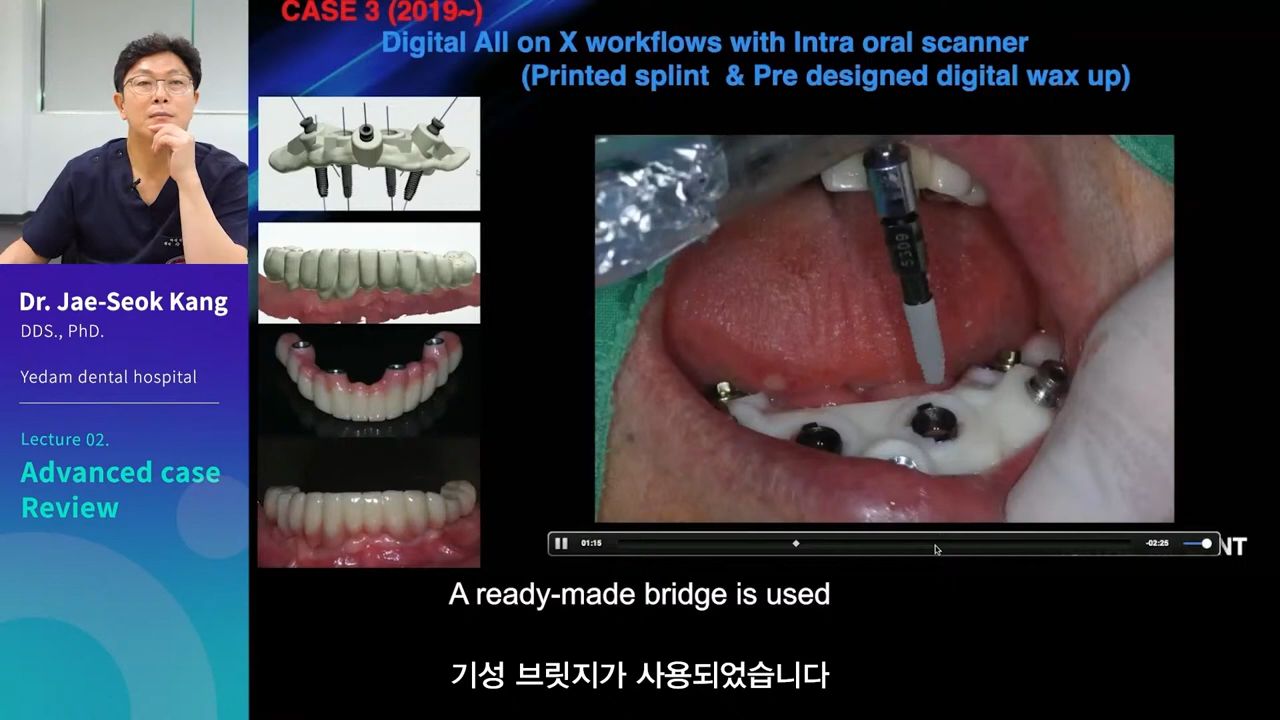 CASE 3 (2019~)
Digital All on X workflows with Intra oral scanner
(Printed splint & Pre designed digital wax up)
5309
Dr. Jae-Seok Kang
DDS., PhD.
Yedam dental hospital
Lecture 02.
Advanced case
Review
01:15
-02:25
NT
A ready-made bridge is used
기성 브릿지가 사용되었습니다